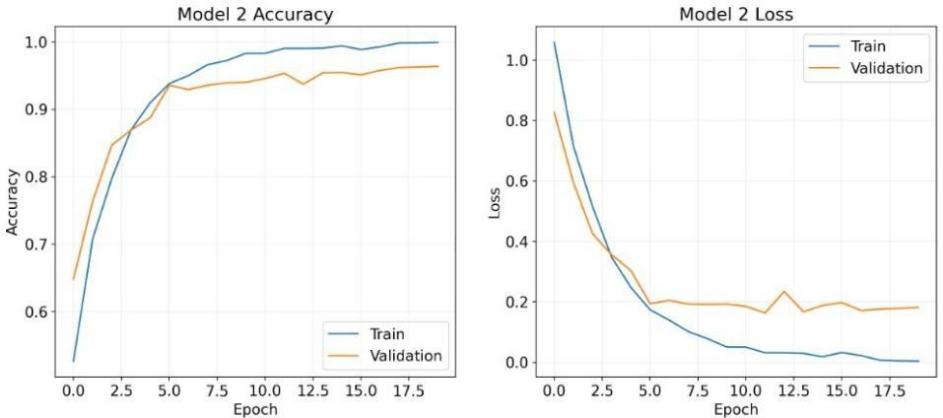 Model 2 Accuracy
1.0
0.9
0.8
0.7
0.6
Accuracy
Train
Validation
0.0 2.5 5.0 7.5 10.0 12.5 15.0 17.5
Epoch
Model 2 Loss
1.0
0.8
0.6
0.4
0.2
0.0
Loss
Train
Validation
0.0 2.5 5.0 7.5 10.0 12.5 15.0 17.5
Epoch